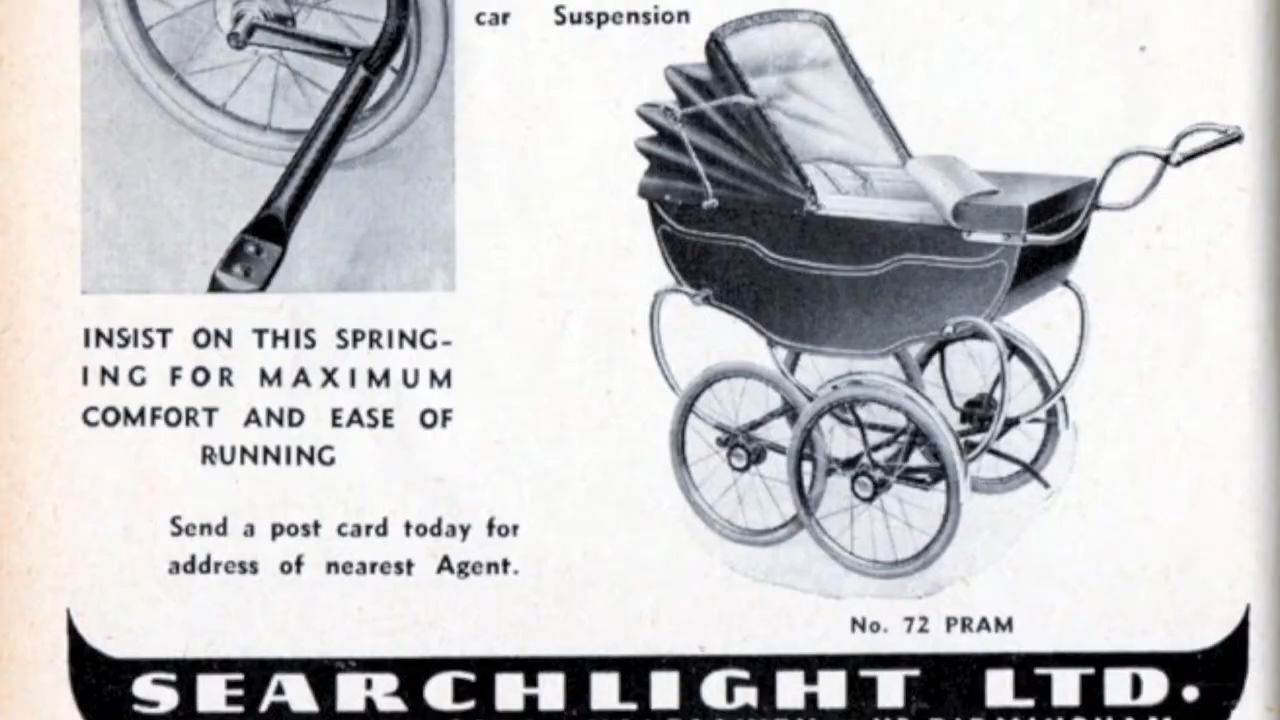 car Suspension
INSIST ON THIS SPRING-
ING FOR MAXIMUM
COMFORT AND EASE OF
RUNNING
Send a post card today for
address of nearest Agent.
No. 72 PRAM
SEARCHLIGHT LTD.